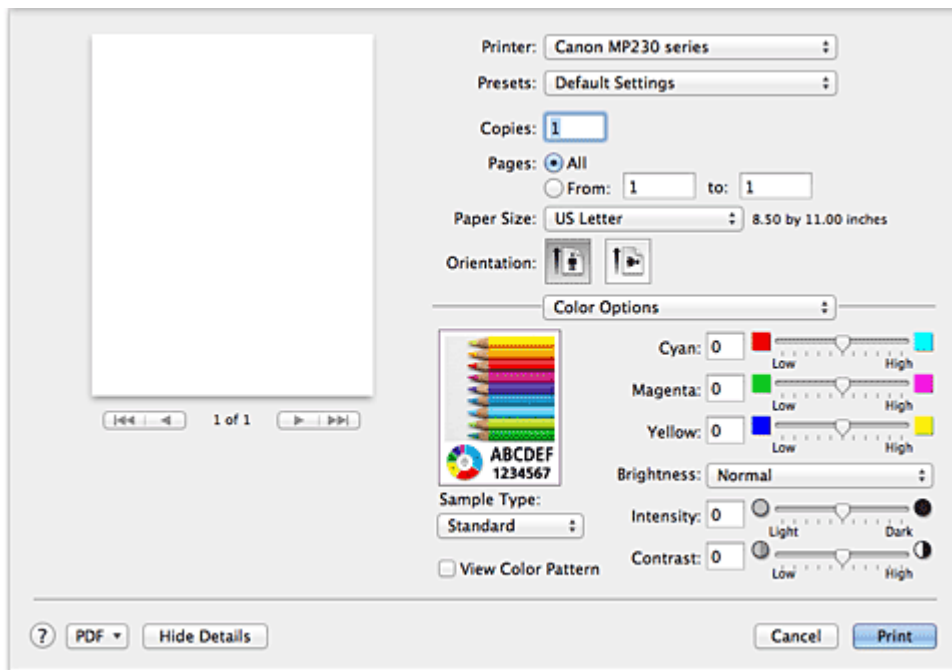 Printer: Canon MP230 series
Presets: Default Settings
Copies: 1
Pages: All
From: 1 to: 1
Paper Size: US Letter 8.50 by 11.00 inches
Orientation:
Color Options
1 of 1
ABCDEF
1234567
Sample Type:
Standard
View Color Pattern
Cyan: 0
Low High
Magenta: 0
Low High
Yellow: 0
Low High
Brightness: Normal
Intensity: 0
Light Dark
Contrast: 0
Low High
? PDF Hide Details Cancel Print